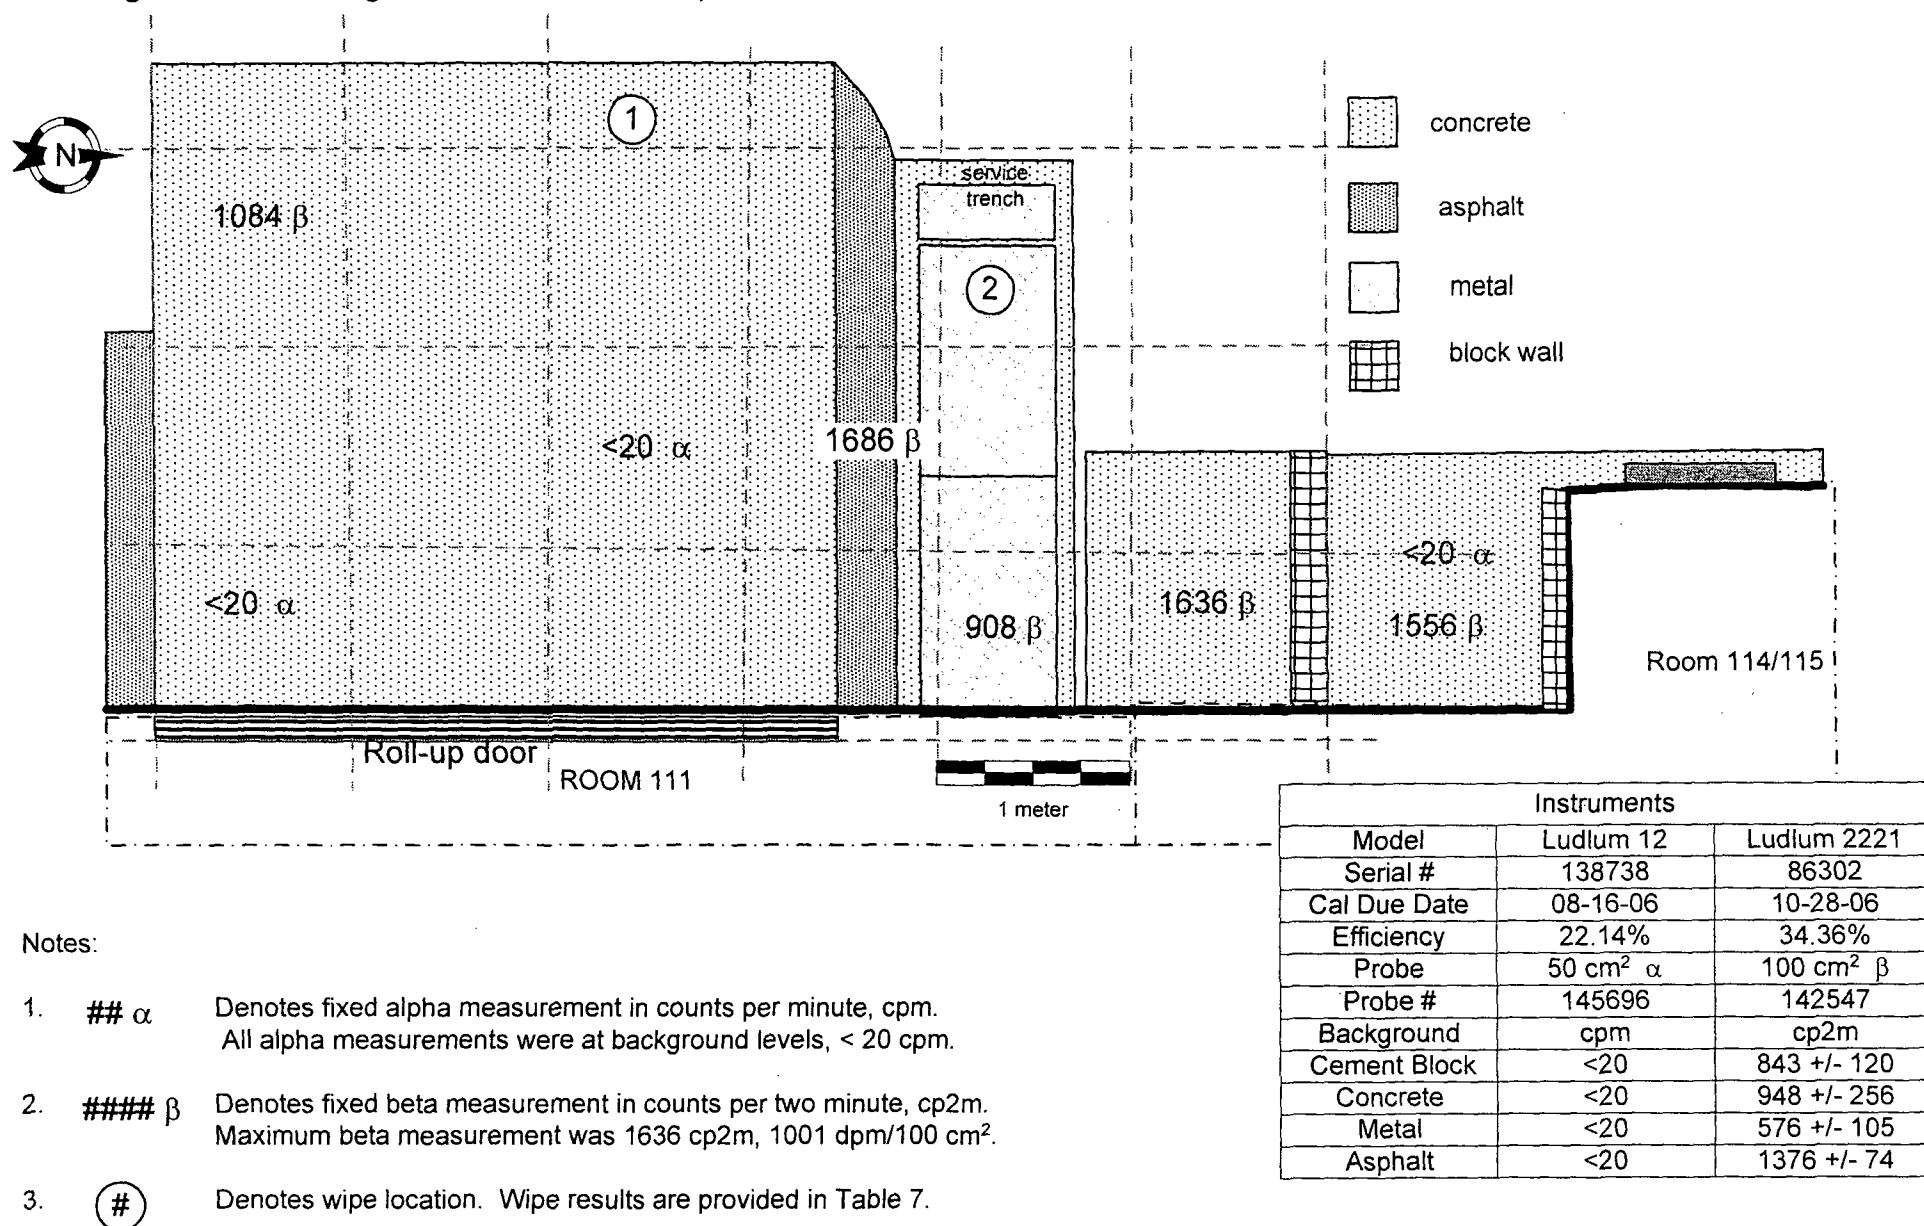 N
1
1084 β
service
trench
2
<20 α
1686 β
908 β
<20 α
1636 β
<20 α
1556 β
concrete
asphalt
metal
block wall
Room 114/115
Roll-up door
ROOM 111
1 meter
Instruments
Model Ludlum 12 Ludlum 2221
Serial # 138738 86302
Cal Due Date 08-16-06 10-28-06
Efficiency 22.14% 34.36%
Probe 50 cm² α 100 cm² β
Probe # 145696 142547
Background cpm cp2m
Cement Block <20 843 +/- 120
Concrete <20 948 +/- 256
Metal <20 576 +/- 105
Asphalt <20 1376 +/- 74
Notes:
1. ## α Denotes fixed alpha measurement in counts per minute, cpm.
All alpha measurements were at background levels, < 20 cpm.
2. #### β Denotes fixed beta measurement in counts per two minute, cp2m.
Maximum beta measurement was 1636 cp2m, 1001 dpm/100 cm².
3. # Denotes wipe location. Wipe results are provided in Table 7.